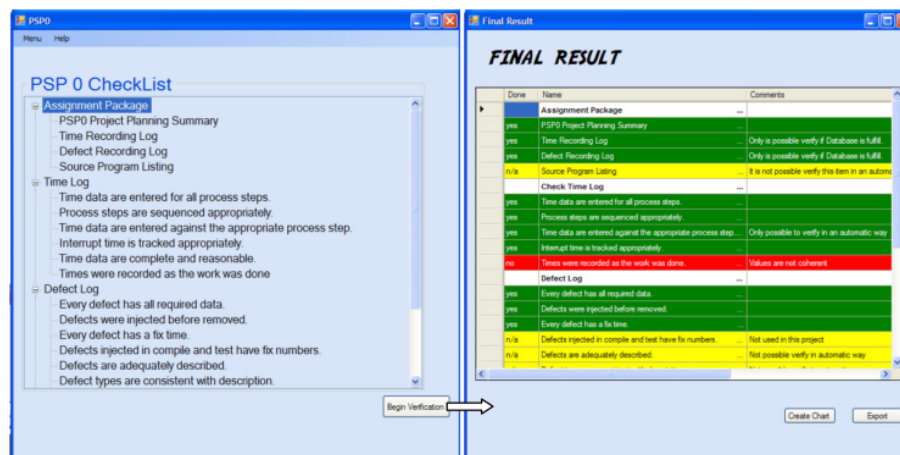 PSP0
Menu Help
PSP 0 CheckList
Assignment Package
PSP0 Project Planning Summary
Time Recording Log
Defect Recording Log
Source Program Listing
Time Log
Time data are entered for all process steps.
Process steps are sequenced appropriately.
Time data are entered against the appropriate process step.
Interrupt time is tracked appropriately.
Time data are complete and reasonable.
Times were recorded as the work was done
Defect Log
Every defect has all required data.
Defects were injected before removed.
Every defect has a fix time.
Defects injected in compile and test have fix numbers.
Defects are adequately described.
Defect types are consistent with description.
Begin Verification
Final Result
FINAL RESULT
Done Name Comments
Assignment Package ...
yes PSP0 Project Planning Summary ...
yes Time Recording Log ... Only is possible verify if Database is fulfill.
yes Defect Recording Log ... Only is possible verify if Database is fulfill.
n/a Source Program Listing ... It is not possible verify this item in an automa
Check Time Log ...
yes Time data are entered for all process steps. ...
yes Process steps are sequenced appropriately. ...
yes Time data are entered against the appropriate process step... Only possible to verify in an automatic way
yes Interrupt time is tracked appropriately. ...
no Times were recorded as the work was done. ... Values are not coherent
Defect Log ...
yes Every defect has all required data. ...
yes Defects were injected before removed. ...
yes Every defect has a fix time. ...
n/a Defects injected in compile and test have fix numbers. ... Not used in this project
n/a Defects are adequately described. ... Not possible verify in automatic way
Create Chart Export